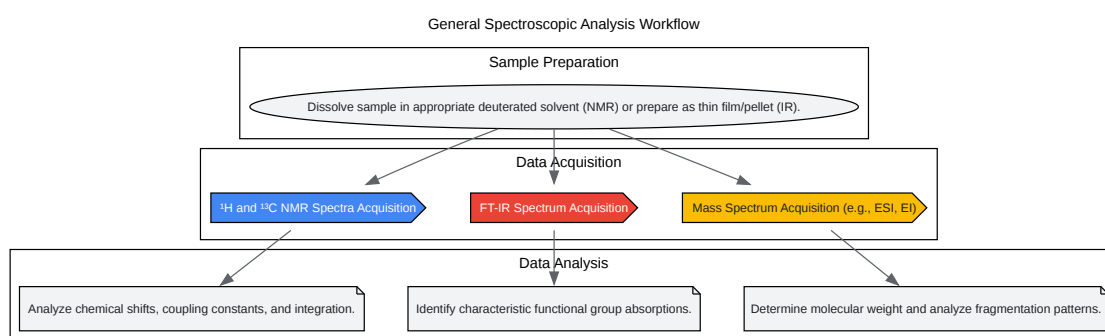 General Spectroscopic Analysis Workflow
Sample Preparation
Dissolve sample in appropriate deuterated solvent (NMR) or prepare as thin film/pellet (IR).
Data Acquisition
¹H and ¹³C NMR Spectra Acquisition
FT-IR Spectrum Acquisition
Mass Spectrum Acquisition (e.g., ESI, EI)
Data Analysis
Analyze chemical shifts, coupling constants, and integration.
Identify characteristic functional group absorptions.
Determine molecular weight and analyze fragmentation patterns.